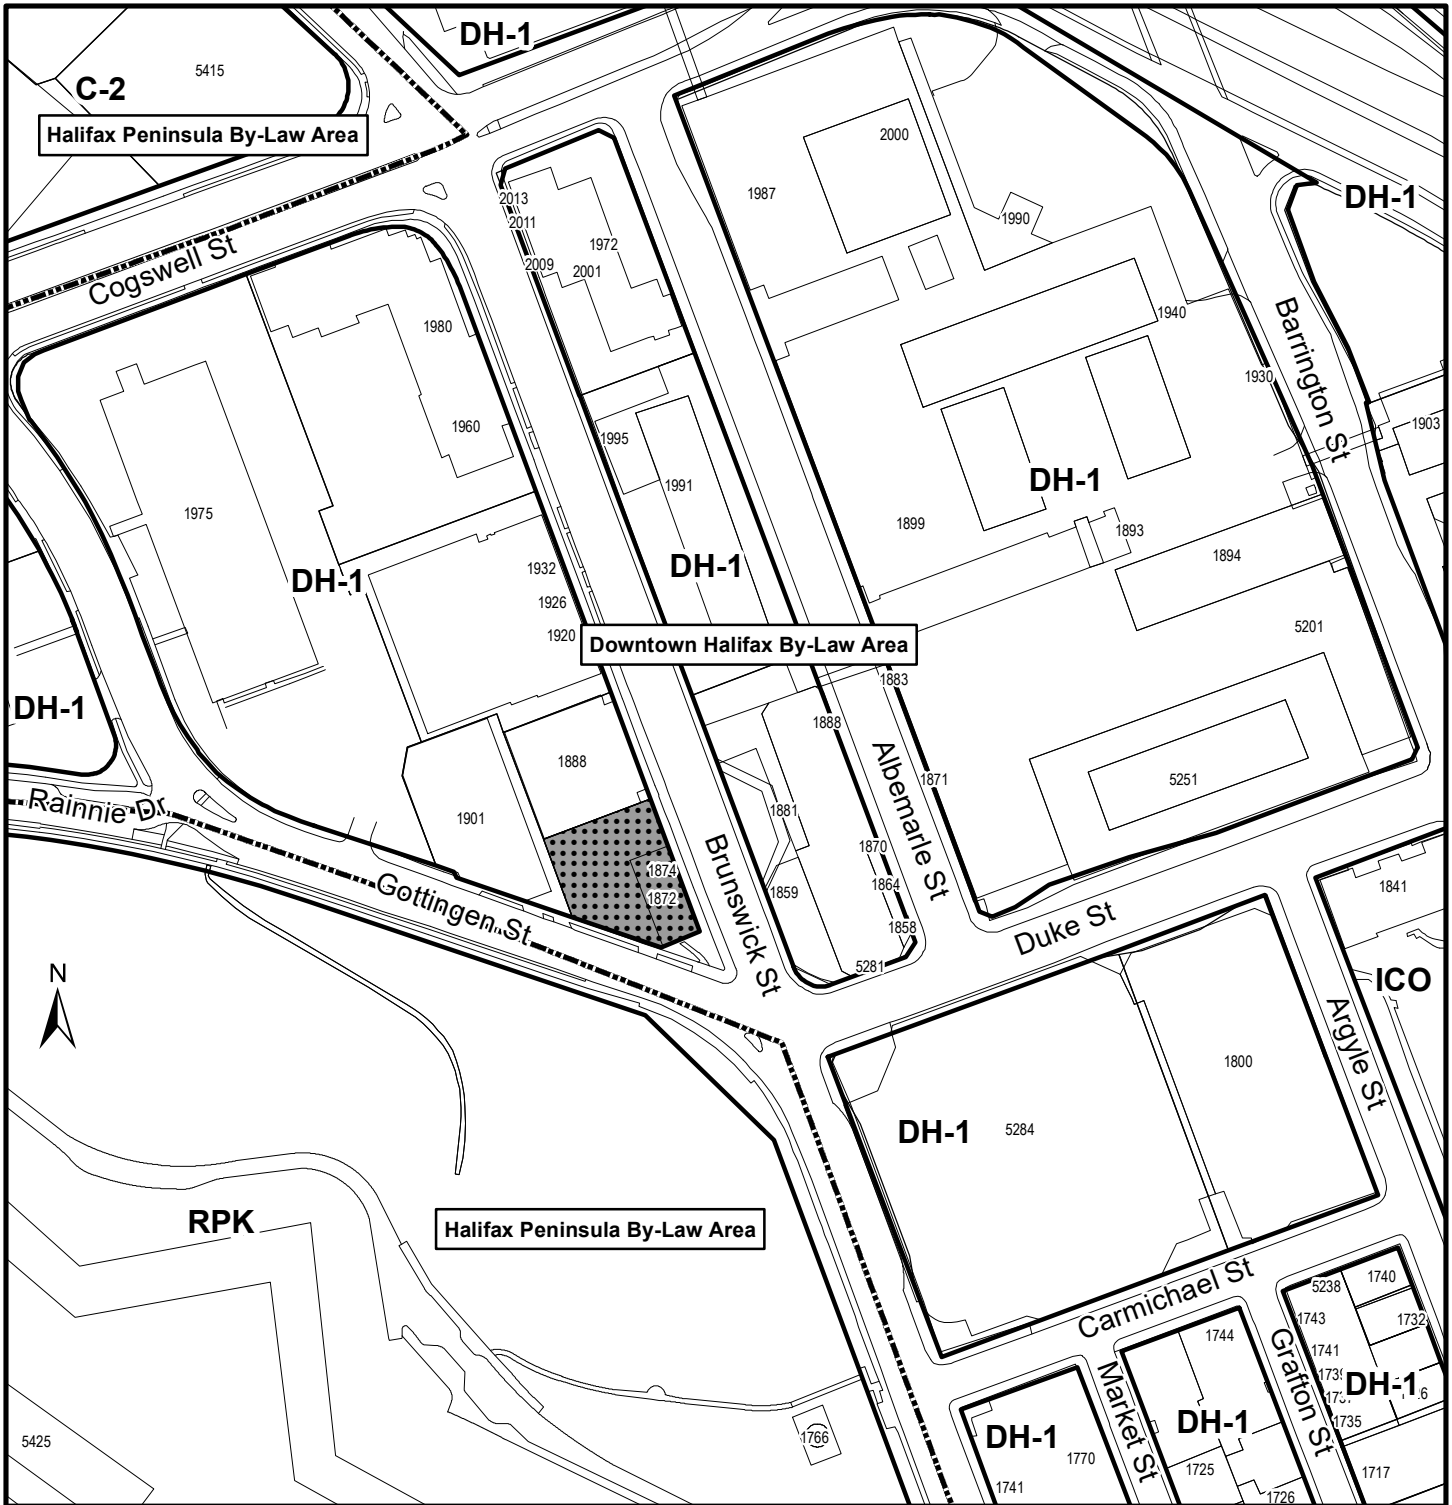 DH-1
5415
C-2
Halifax Peninsula By-Law Area
2000
1987
2013
DH-1
2011
1990
1972
2009
2001
Cogswell St
1980
1940
Barrington St
1930
1960
1903
1995
1991
DH-1
1975
1899
1893
1894
DH-1
DH-1
1932
1926
1920
5201
Downtown Halifax By-Law Area
1883
DH-1
1888
Albemarle St
1888
1871
5251
Rainnie Dr
1901
1881
1870
Brunswick St
1874
1864
1872
1859
Gottingen St
1841
1858
Duke St
5281
N
ICO
Argyle St
1800
DH-1
5284
RPK
Halifax Peninsula By-Law Area
Carmichael St
5238
1740
1743
1732
1744
1741
Grafton St
DH-1
Market St
DH-1
1735
DH-1
5425
1766
1770
1725
1717
1741
1726